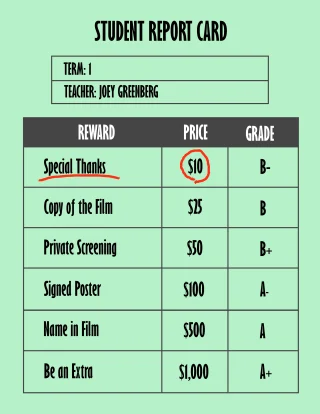 STUDENT REPORT CARD
TERM: 1
TEACHER: JOEY GREENBERG
REWARD PRICE GRADE
Special Thanks $10 B-
Copy of the Film $25 B
Private Screening $50 B+
Signed Poster $100 A-
Name in Film $500 A
Be an Extra $1,000 A+